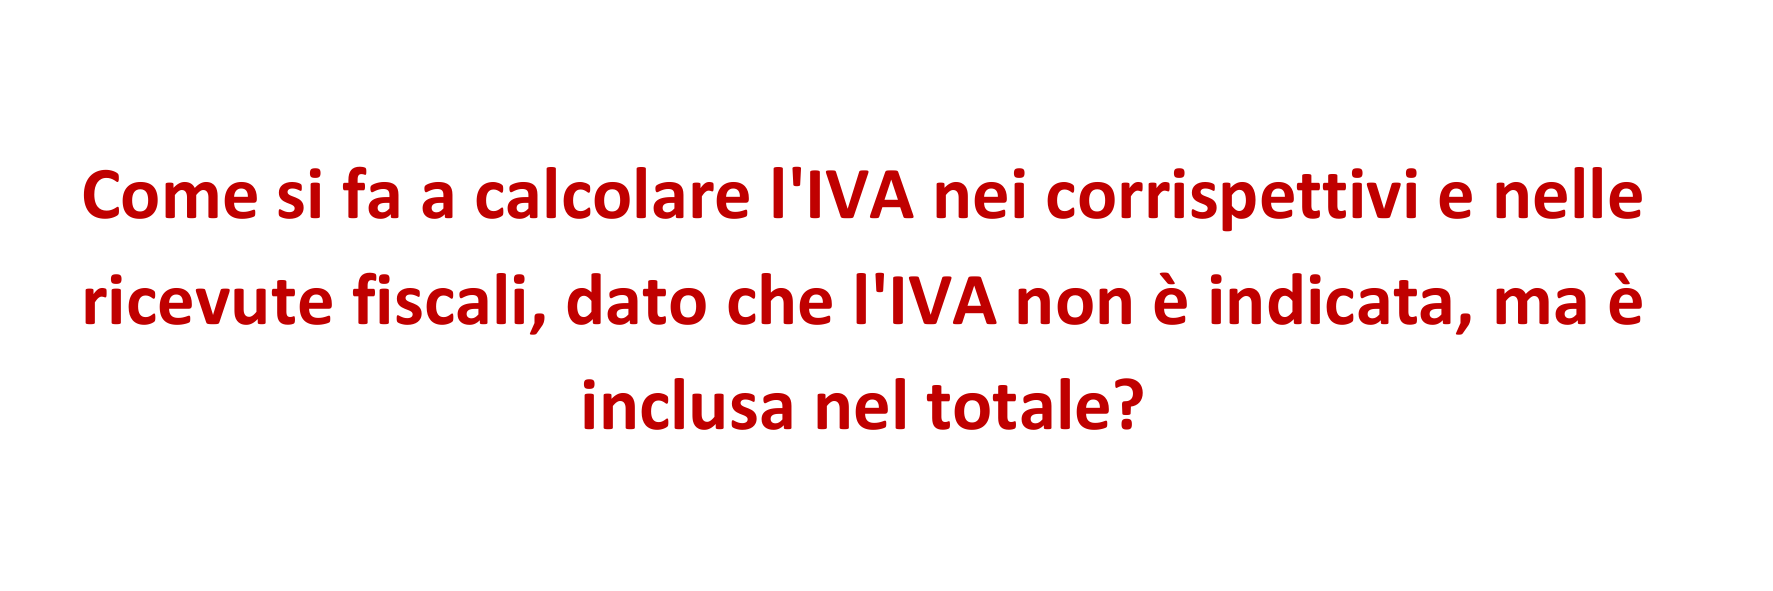 Come si fa a calcolare l'IVA nei corrispettivi e nelle
ricevute fiscali, dato che l'IVA non è indicata, ma è
inclusa nel totale?